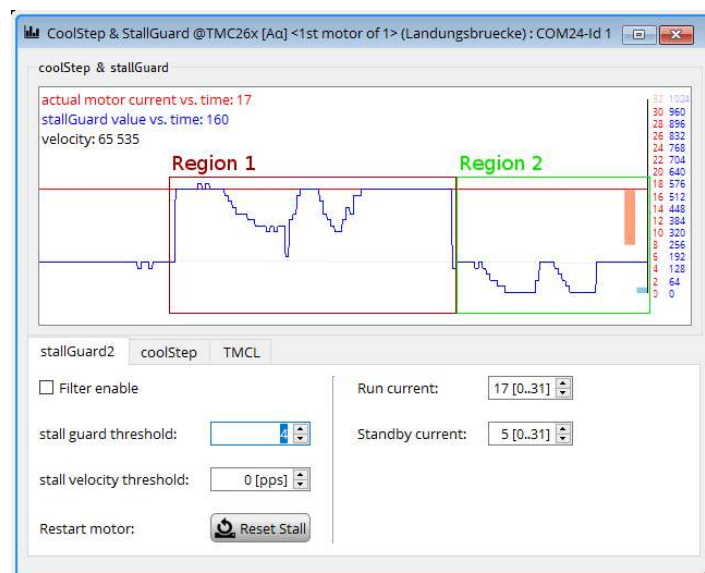 CoolStep & StallGuard @TMC26x [Aα] <1st motor of 1> (Landungsbruecke) : COM24-Id 1
coolStep & stallGuard
actual motor current vs. time: 17
stallGuard value vs. time: 160
velocity: 65 535
Region 1
Region 2
32 1024
30 960
28 896
26 832
24 768
22 704
20 640
18 576
16 512
14 448
12 384
10 320
8 256
6 192
4 128
2 64
0 0
stallGuard2 coolStep TMCL
Filter enable
Run current: 17 [0..31]
stall guard threshold: 4
Standby current: 5 [0..31]
stall velocity threshold: 0 [pps]
Restart motor: Reset Stall